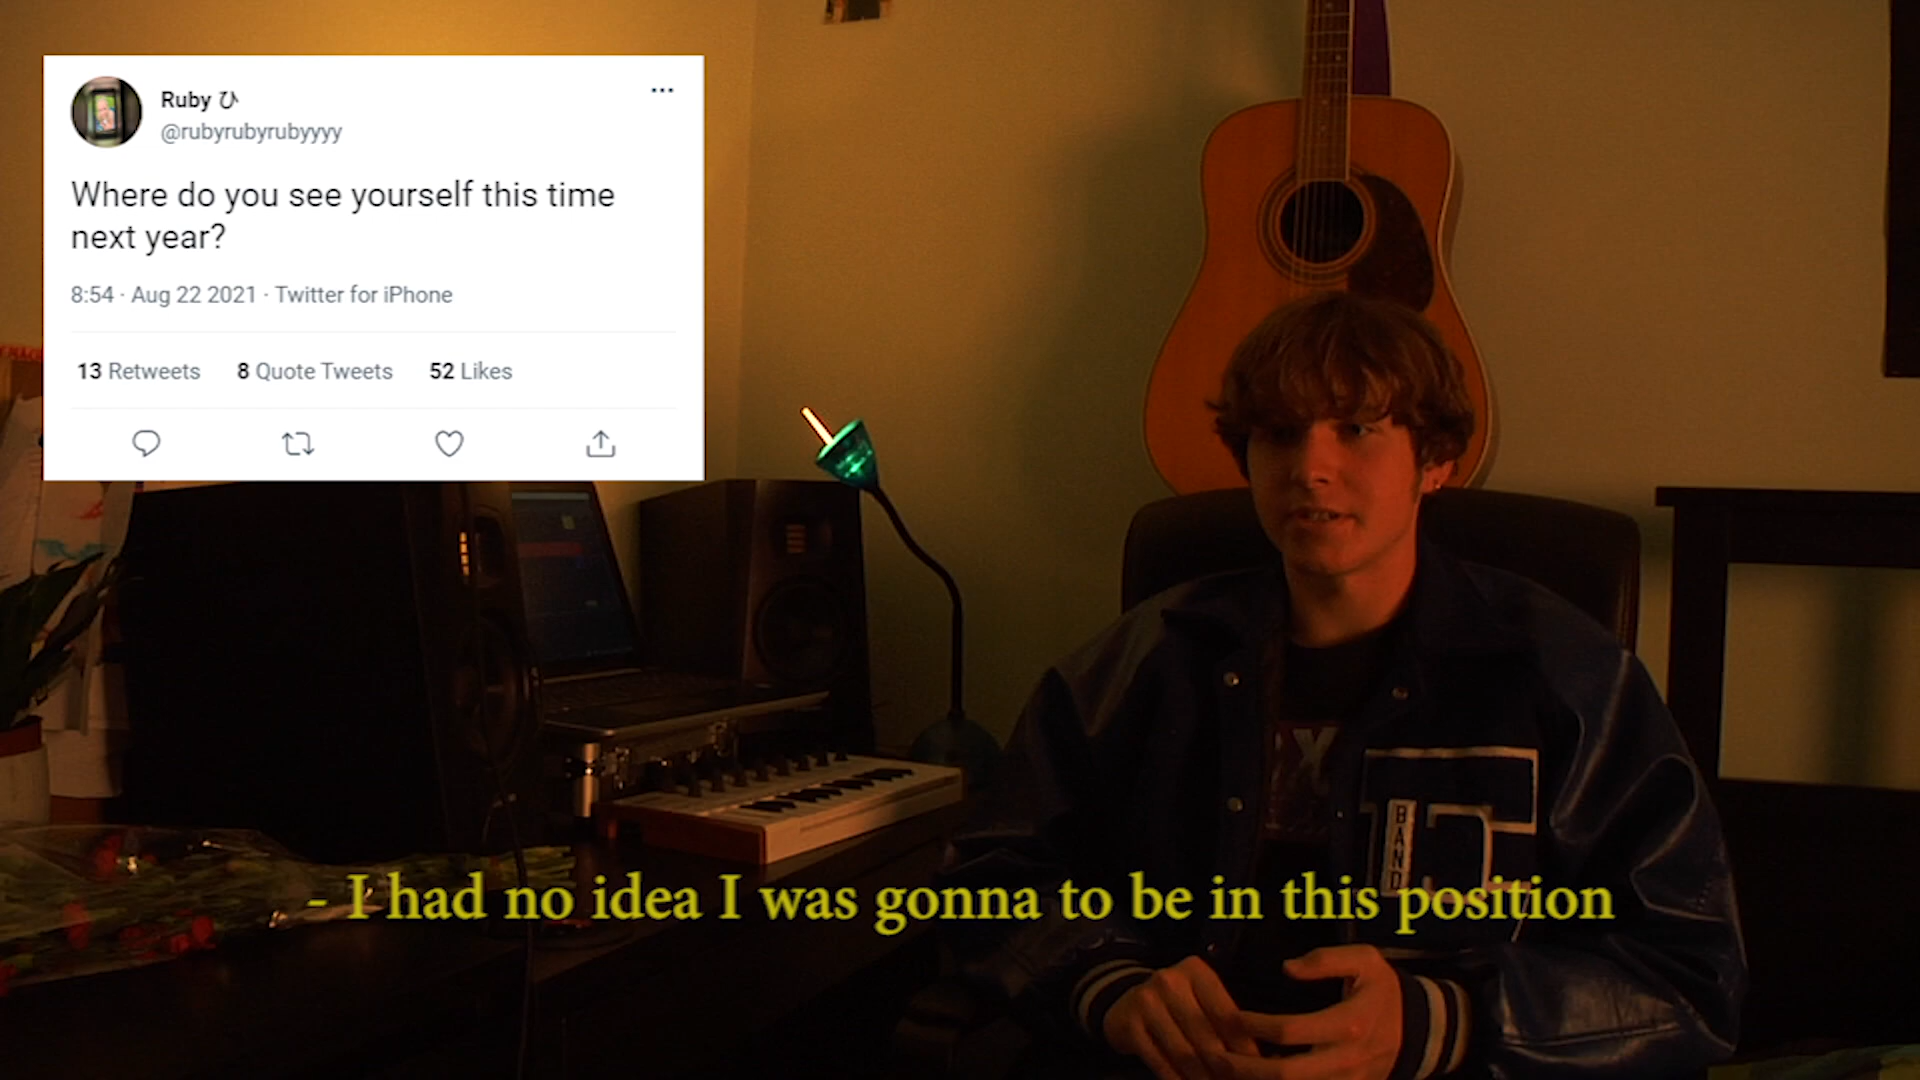 Ruby ひ
@rubyrubyrubyyyy
Where do you see yourself this time
next year?
8:54 · Aug 22 2021 · Twitter for iPhone
13 Retweets 8 Quote Tweets 52 Likes
BAND
- I had no idea I was gonna to be in this position